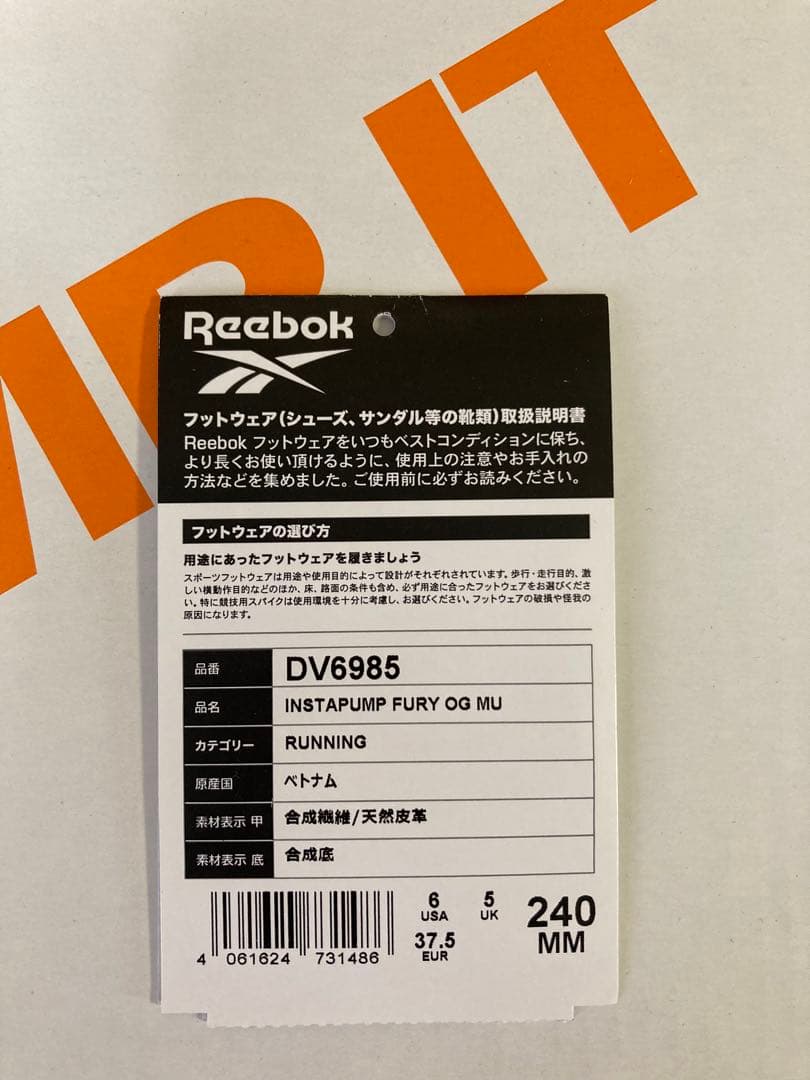 MR IT
Reebok
フットウェア(シューズ、サンダル等の靴類)取扱説明書
Reebok フットウェアをいつもベストコンディションに保ち、
より長くお使い頂けるように、使用上の注意やお手入れの
方法などを集めました。ご使用前に必ずお読みください。
フットウェアの選び方
用途にあったフットウェアを履きましょう
スポーツフットウェアは用途や使用目的によって設計がそれぞれされています。歩行・走行目的、激
しい横動作目的などのほか、床、路面の条件も含め、必ず用途に合ったフットウェアをお選びくださ
い。特に競技用スパイクは使用環境を十分に考慮し、お選びください。フットウェアの破損や怪我の
原因になります。
品番 DV6985
品名 INSTAPUMP FURY OG MU
カテゴリー RUNNING
原産国 ベトナム
素材表示 甲 合成繊維/天然皮革
素材表示 底 合成底
6 USA 5 UK 240 MM
37.5 EUR
4 061624 731486